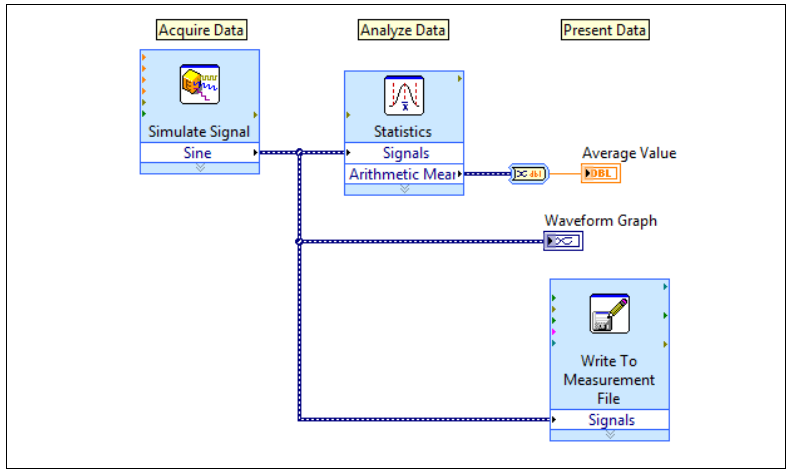 Acquire Data
Analyze Data
Present Data
Simulate Signal
Sine
Statistics
Signals
Arithmetic Mear
dbl
Average Value
DBL
Waveform Graph
Write To
Measurement
File
Signals